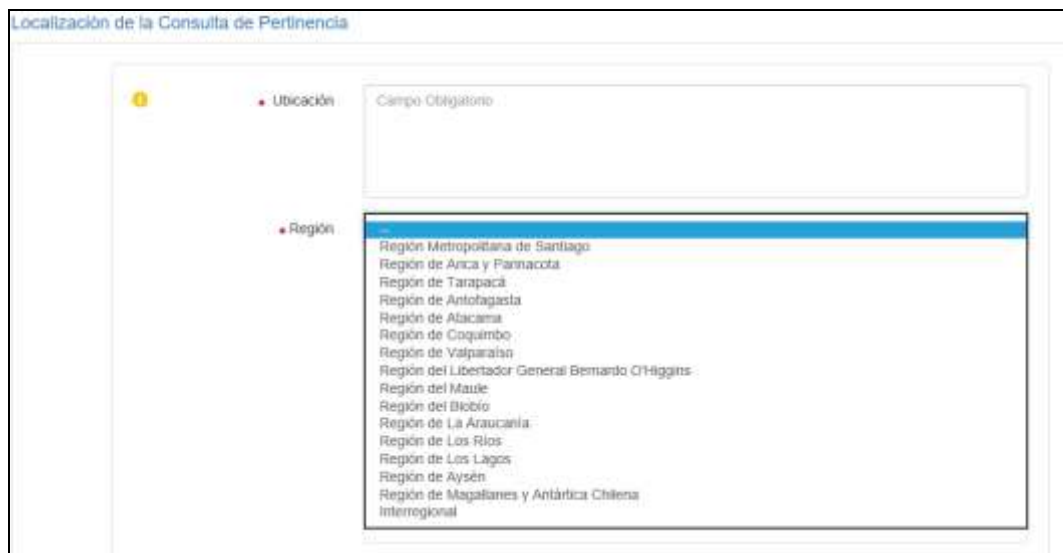 Localización de la Consulta de Pertinencia
• Ubicación
Campo Obligatorio
• Región
--
Región Metropolitana de Santiago
Región de Arica y Parinacota
Región de Tarapacá
Región de Antofagasta
Región de Atacama
Región de Coquimbo
Región de Valparaíso
Región del Libertador General Bernardo O'Higgins
Región del Maule
Región del Biobío
Región de La Araucanía
Región de Los Ríos
Región de Los Lagos
Región de Aysén
Región de Magallanes y Antártica Chilena
Interregional